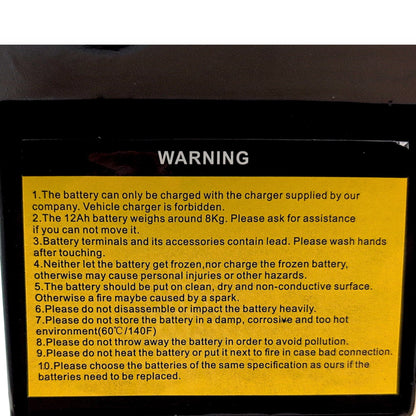 WARNING
1.The battery can only be charged with the charger supplied by our
company. Vehicle charger is forbidden.
2.The 12Ah battery weighs around 8Kg. Please ask for assistance
if you can not move it.
3.Battery terminals and its accessories contain lead. Please wash hands
after touching.
4.Neither let the battery get frozen,nor charge the frozen battery,
otherwise may cause personal injuries or other hazards.
5.The battery should be put on clean, dry and non-conductive surface.
Otherwise a fire maybe caused by a spark.
6.Please do not disassemble or impact the battery heavily.
7.Please do not store the battery in a damp, corrosive and too hot
environment(60℃/140F)
8.Please do not throw away the battery in order to avoid pollution.
9.Please do not heat the battery or put it next to fire in case bad connection.
10.Please choose the batteries of the same specification as ours if the
batteries need to be replaced.